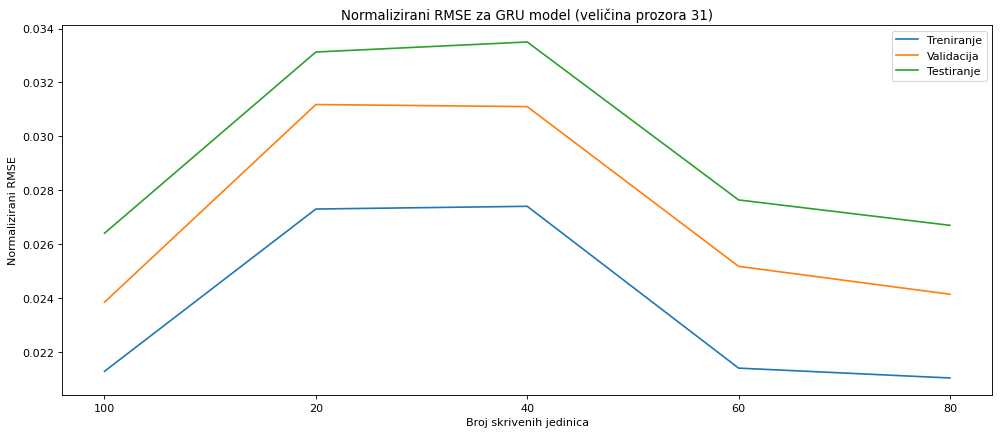 Normalizirani RMSE za GRU model (veličina prozora 31)
Treniranje
Validacija
Testiranje
Normalizirani RMSE
0.034
0.032
0.030
0.028
0.026
0.024
0.022
100 20 40 60 80
Broj skrivenih jedinica